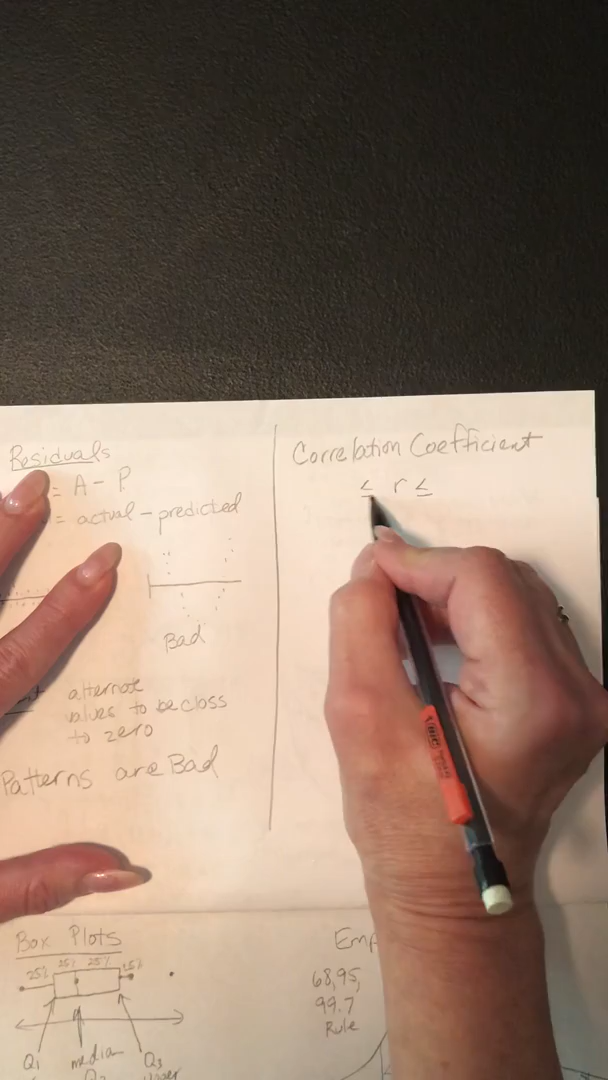 Residuals
= A - P
= actual - predicted
Bad
alternate
values to be close
to zero
Patterns are Bad
Correlation Coefficient
≤ r ≤
Box Plots
25% 25% 25% 25%
Q1 median Q3
Emp
68, 95,
99.7
Rule